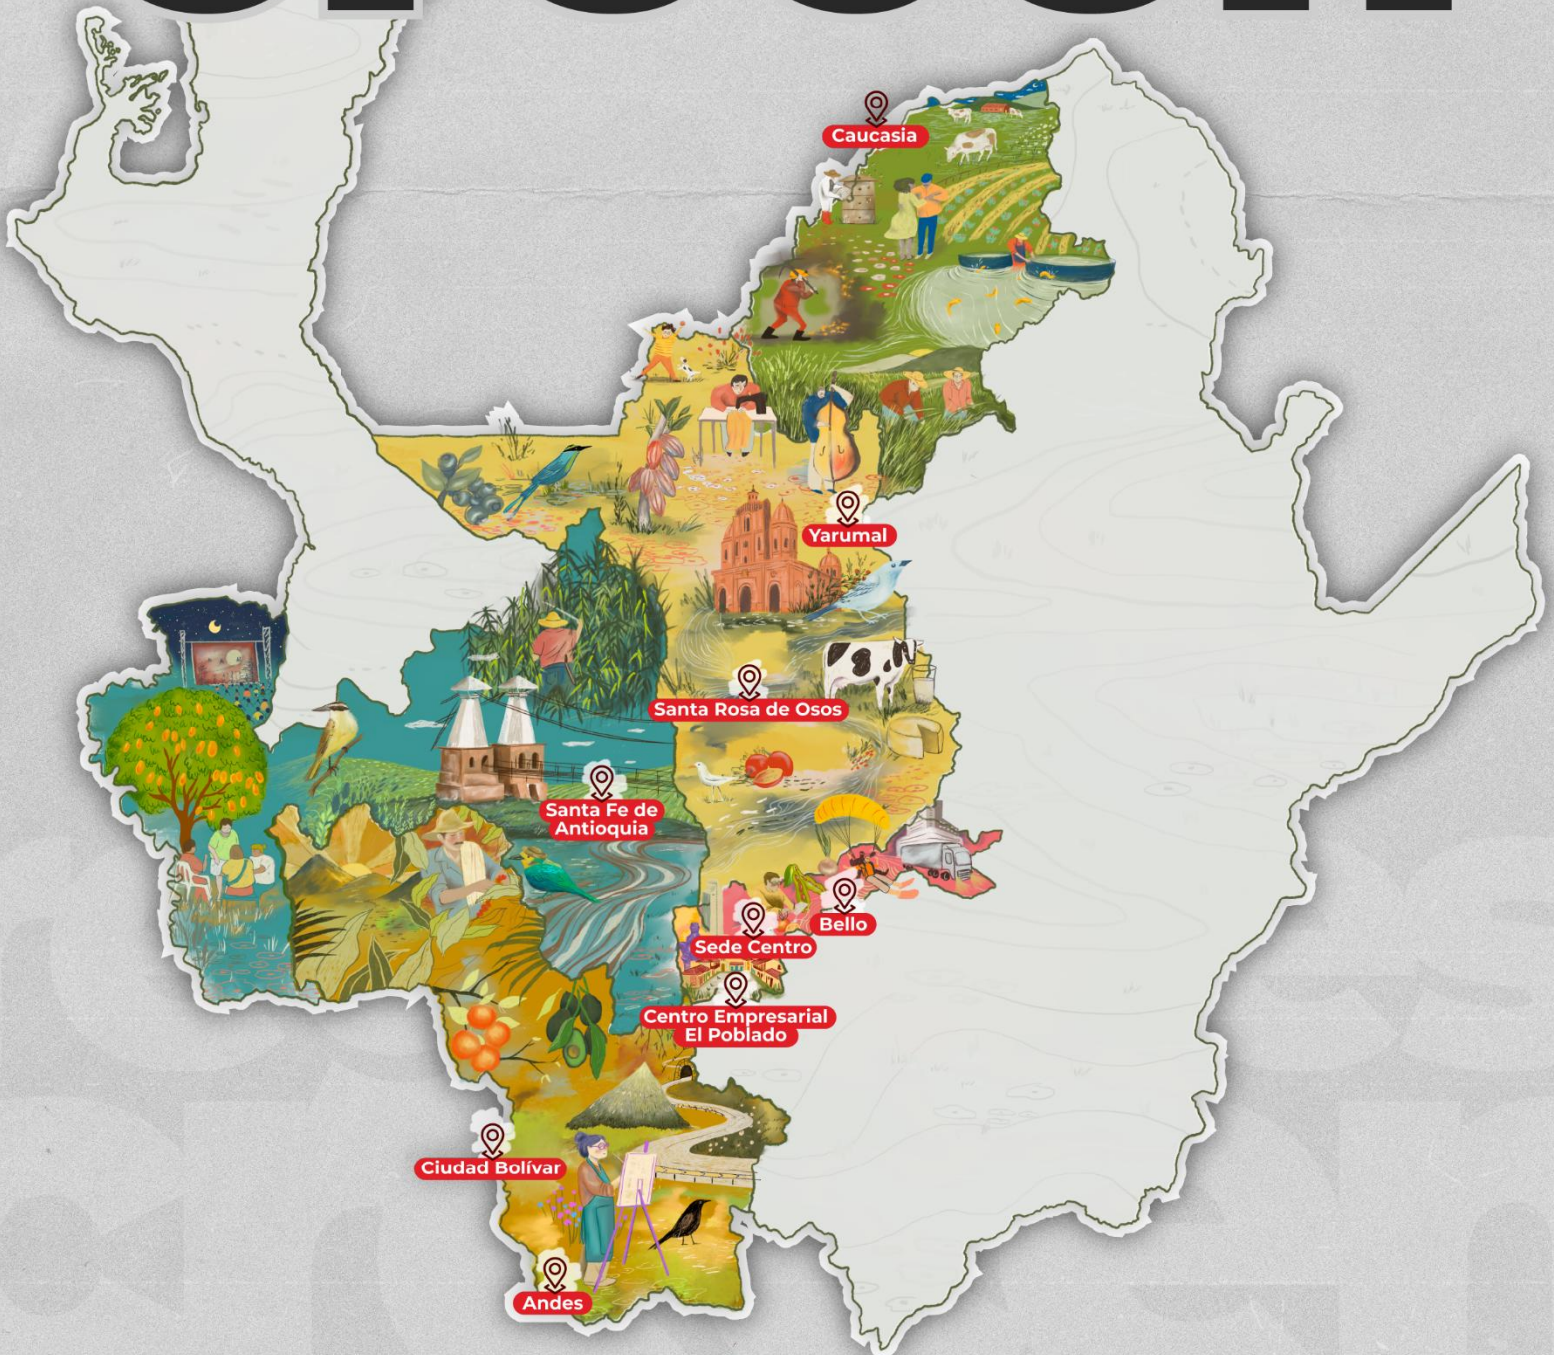 Caucasia
Yarumal
Santa Rosa de Osos
Santa Fe de
Antioquia
Bello
Sede Centro
Centro Empresarial
El Poblado
Ciudad Bolívar
Andes